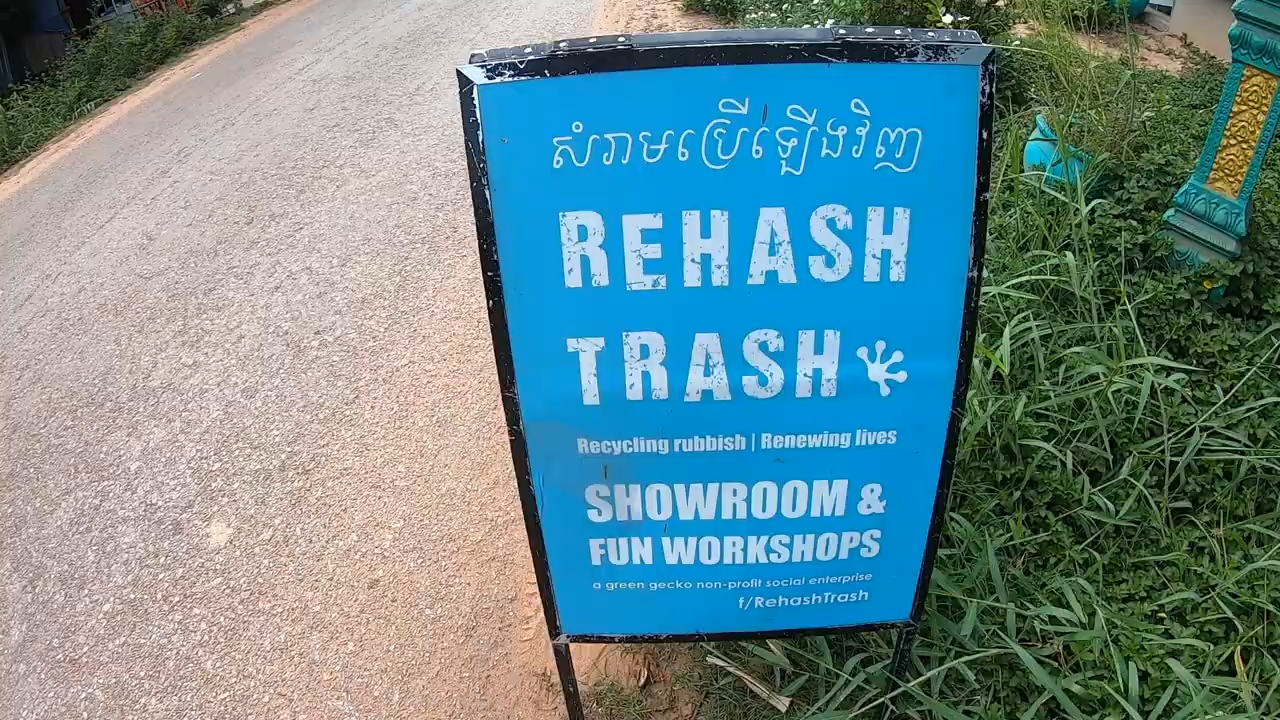 សំរាមប្រើឡើងវិញ
REHASH
TRASH
Recycling rubbish | Renewing lives
SHOWROOM &
FUN WORKSHOPS
a green gecko non-profit social enterprise
f/RehashTrash